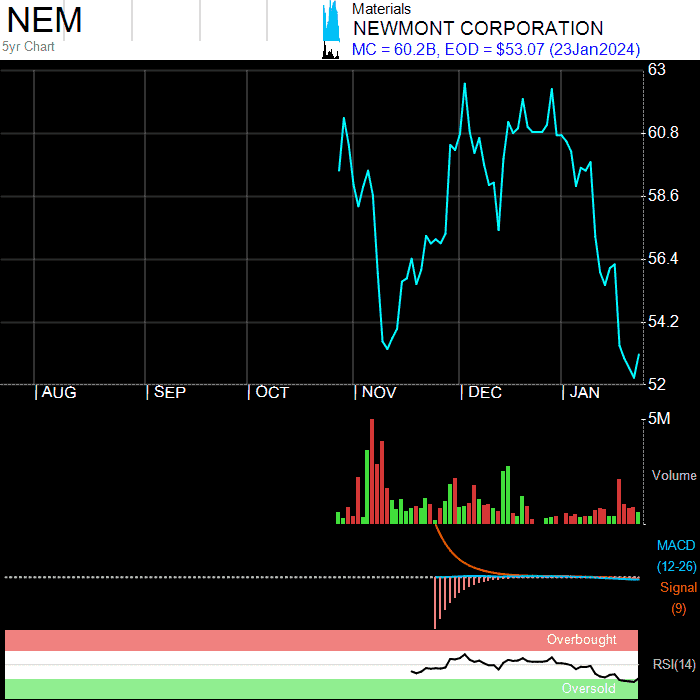 NEM
5yr Chart
Materials
NEWMONT CORPORATION
MC = 60.2B, EOD = $53.07 (23Jan2024)
63
60.8
58.6
56.4
54.2
52
AUG SEP OCT NOV DEC JAN
5M
Volume
MACD
(12-26)
Signal
(9)
Overbought
RSI(14)
Oversold